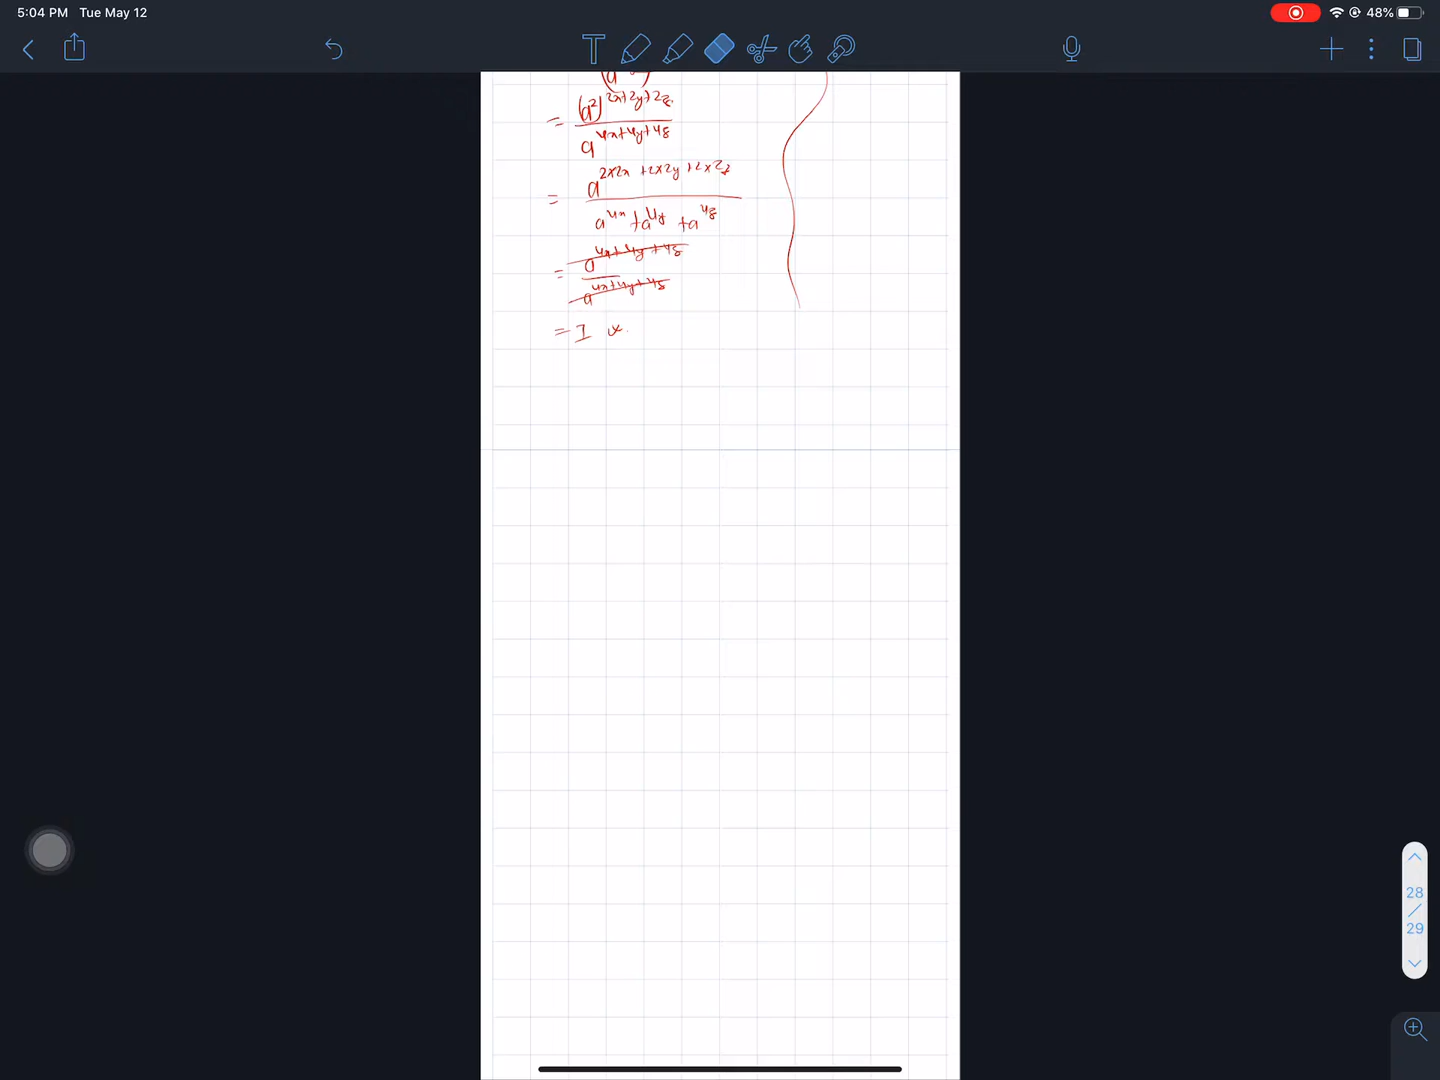 5:04 PM Tue May 12
48%
T
= (a²)^{2x+2y+2z} / a^{4x+4y+4z}
= a^{2×2x+2×2y+2×2z} / a^{4x} + a^{4y} + a^{4z}
= a^{4x+4y+4z} / a^{4x+4y+4z}
= 1
28
/
29